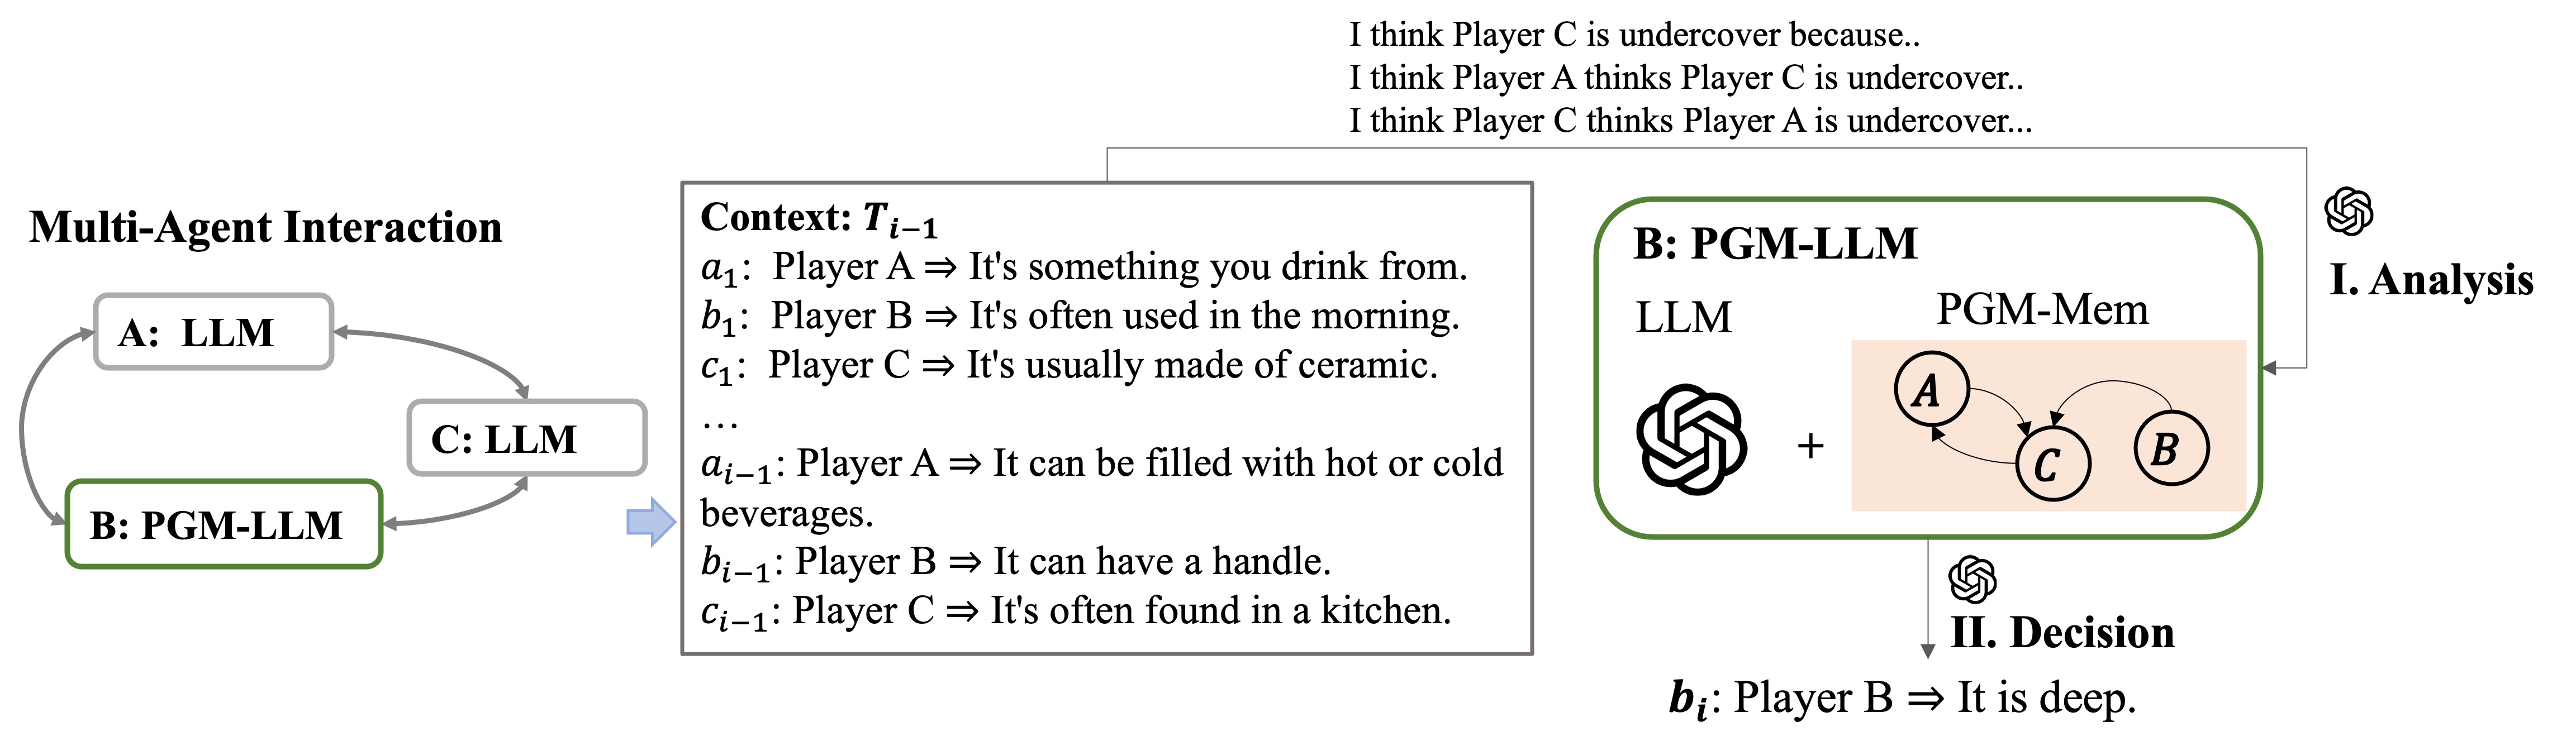 I think Player C is undercover because..
I think Player A thinks Player C is undercover..
I think Player C thinks Player A is undercover...
Multi-Agent Interaction
A: LLM
C: LLM
B: PGM-LLM
Context: T_{i-1}
a_1: Player A ⇒ It's something you drink from.
b_1: Player B ⇒ It's often used in the morning.
c_1: Player C ⇒ It's usually made of ceramic.
...
a_{i-1}: Player A ⇒ It can be filled with hot or cold
beverages.
b_{i-1}: Player B ⇒ It can have a handle.
c_{i-1}: Player C ⇒ It's often found in a kitchen.
B: PGM-LLM
LLM
PGM-Mem
+
A
C
B
I. Analysis
II. Decision
b_i: Player B ⇒ It is deep.